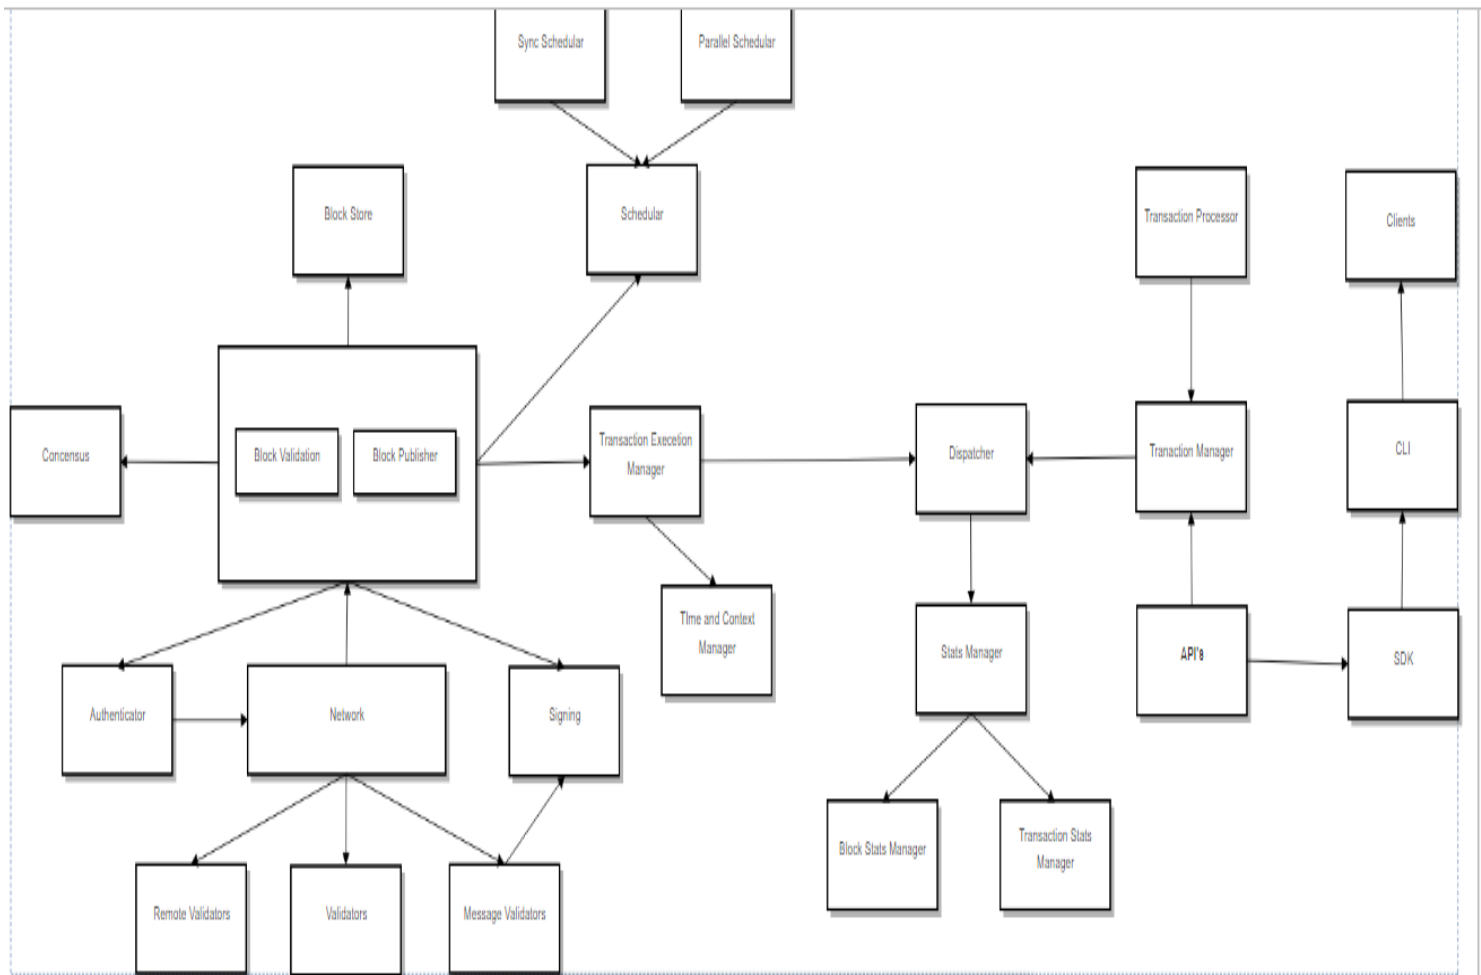 Sync Schedular
Parallel Schedular
Block Store
Schedular
Transaction Processor
Clients
Concensus
Block Validation
Block Publisher
Transaction Execetion
Manager
Dispatcher
Tranaction Manager
CLI
TIme and Context
Manager
Stats Manager
API's
SDK
Authenticator
Network
Signing
Block Stats Manager
Transaction Stats
Manager
Remote Validators
Validators
Message Validators